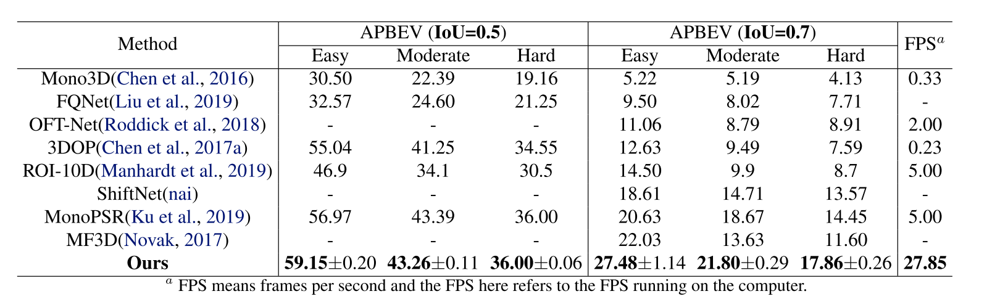 Method APBEV (IoU=0.5) APBEV (IoU=0.7) FPSᵃ
Easy Moderate Hard Easy Moderate Hard
Mono3D(Chen et al., 2016) 30.50 22.39 19.16 5.22 5.19 4.13 0.33
FQNet(Liu et al., 2019) 32.57 24.60 21.25 9.50 8.02 7.71 -
OFT-Net(Roddick et al., 2018) - - - 11.06 8.79 8.91 2.00
3DOP(Chen et al., 2017a) 55.04 41.25 34.55 12.63 9.49 7.59 0.23
ROI-10D(Manhardt et al., 2019) 46.9 34.1 30.5 14.50 9.9 8.7 5.00
ShiftNet(nai) - - - 18.61 14.71 13.57 -
MonoPSR(Ku et al., 2019) 56.97 43.39 36.00 20.63 18.67 14.45 5.00
MF3D(Novak, 2017) - - - 22.03 13.63 11.60 -
Ours 59.15±0.20 43.26±0.11 36.00±0.06 27.48±1.14 21.80±0.29 17.86±0.26 27.85
ᵃ FPS means frames per second and the FPS here refers to the FPS running on the computer.